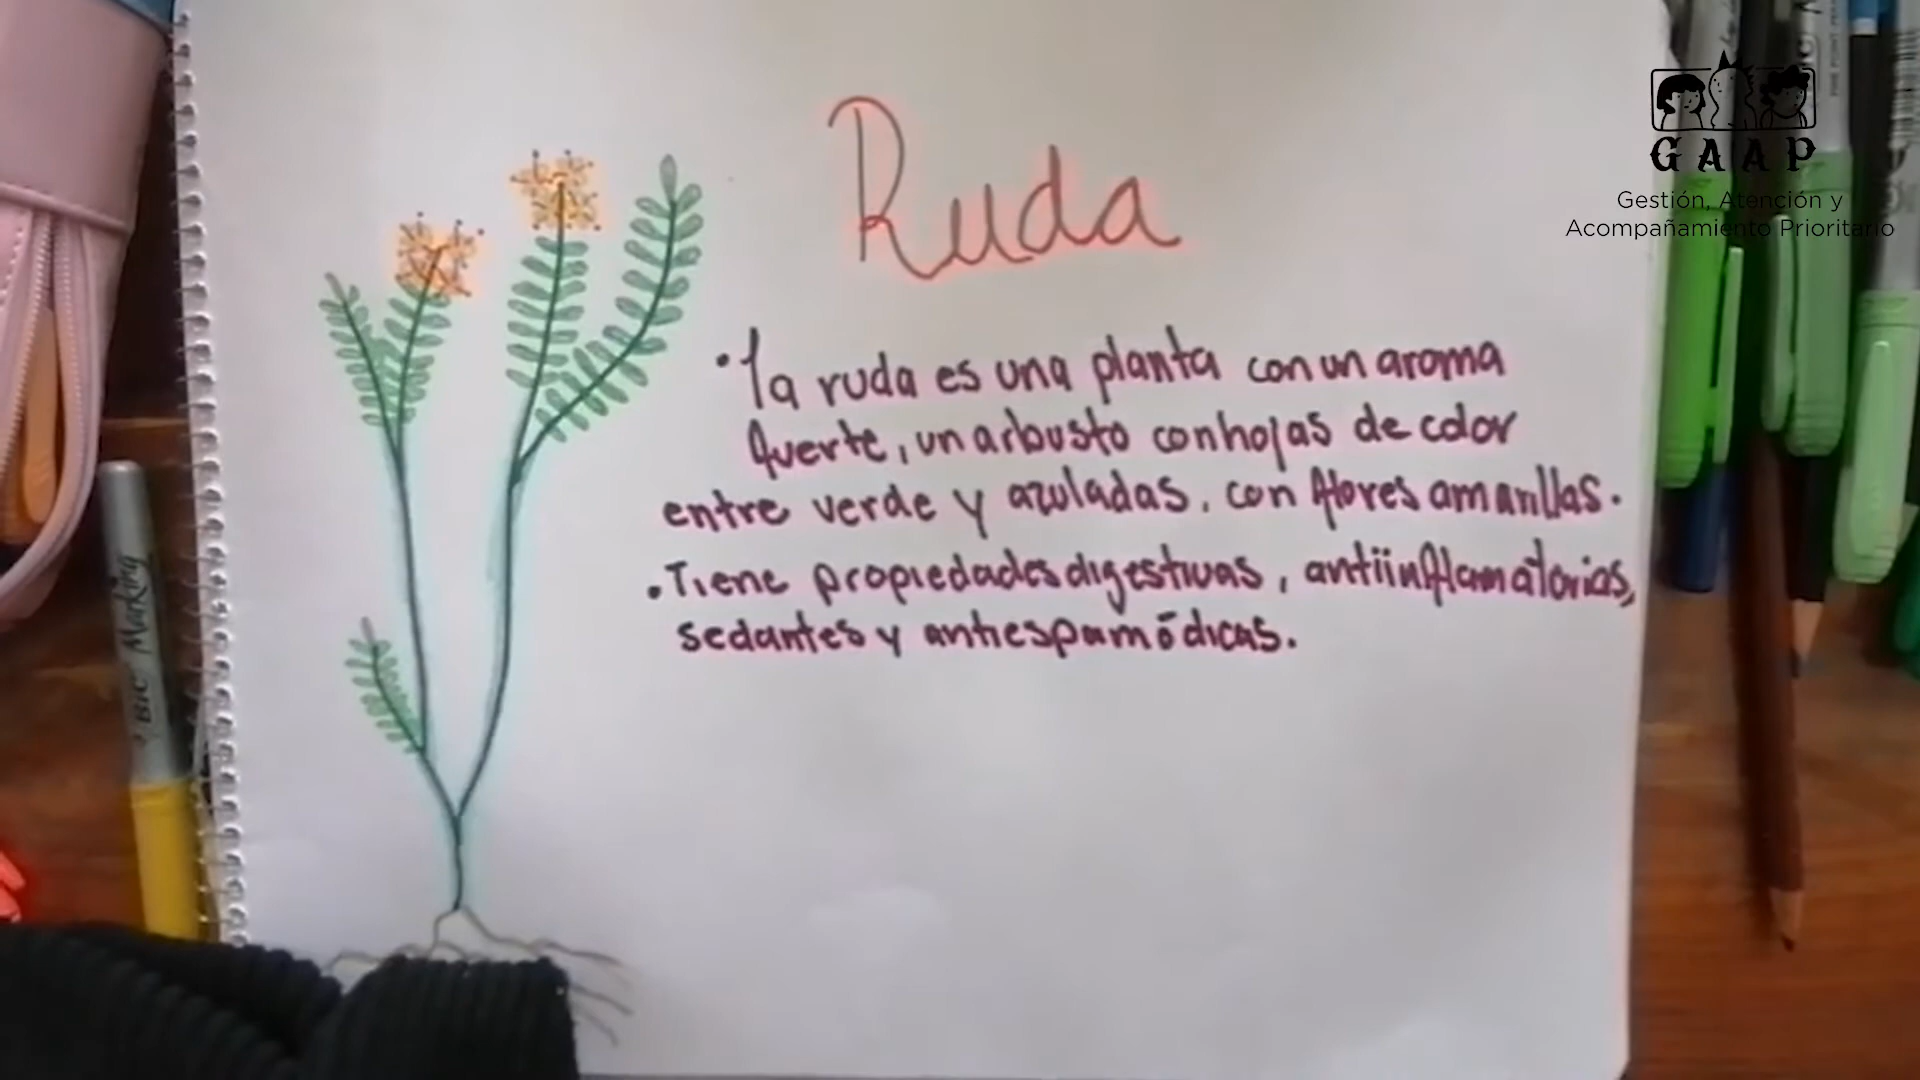 Ruda
• La ruda es una planta con un aroma
fuerte, un arbusto con hojas de color
entre verde y azuladas, con flores amarillas.
• Tiene propiedades digestivas, antiinflamatorias,
sedantes y antiespamódicas.
GAAP
Gestión, Atención y
Acompañamiento Prioritario
BIC Marking